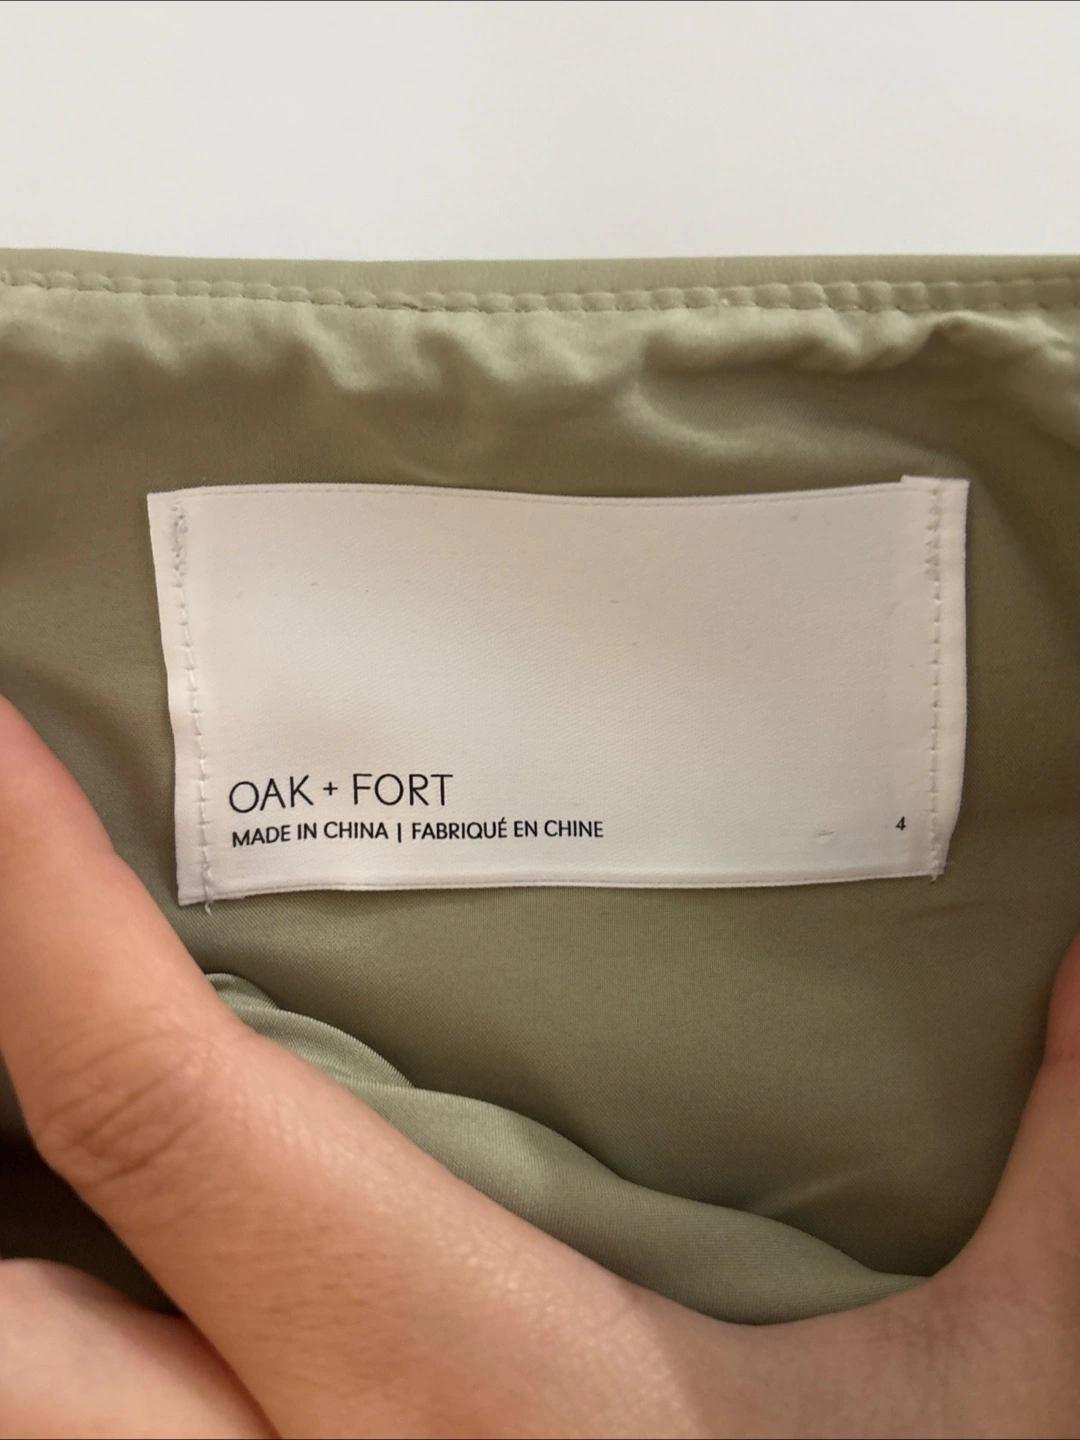 OAK + FORT
MADE IN CHINA | FABRIQUÉ EN CHINE 4